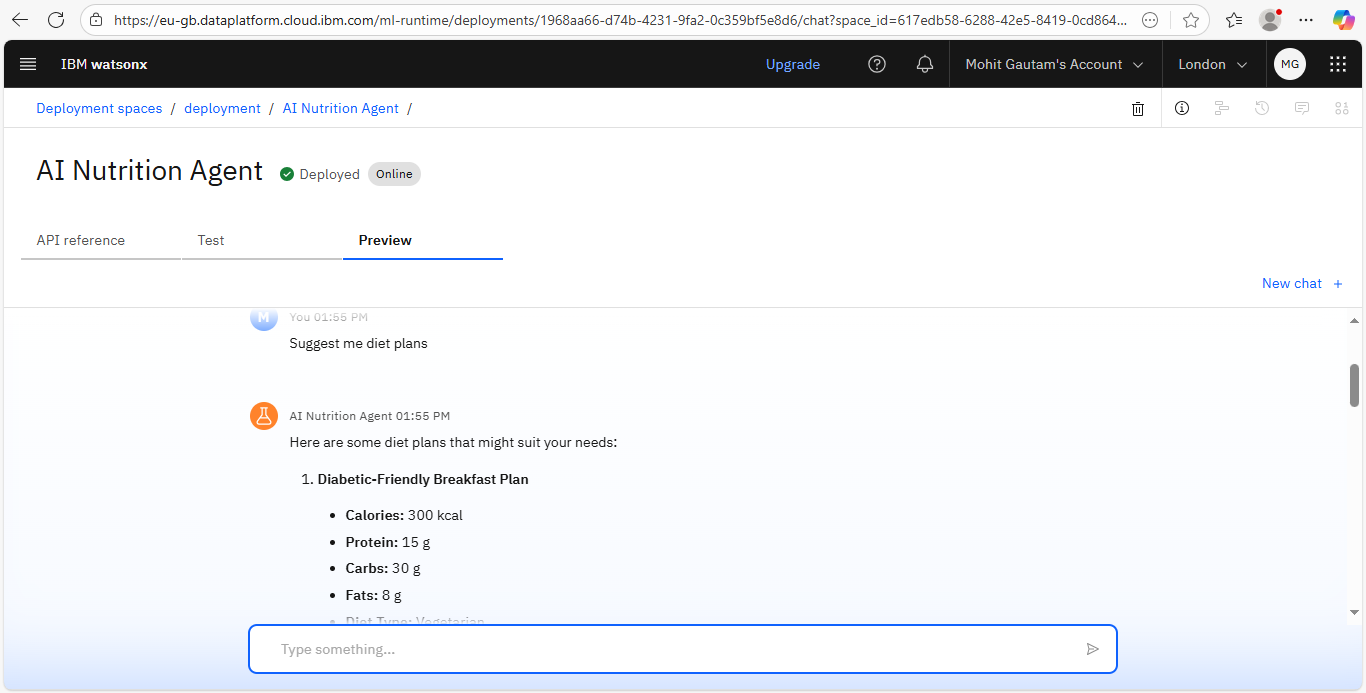 https://eu-gb.dataplatform.cloud.ibm.com/ml-runtime/deployments/1968aa66-d74b-4231-9fa2-0c359bf5e8d6/chat?space_id=617edb58-6288-42e5-8419-0cd864...
IBM watsonx
Upgrade
Mohit Gautam's Account
London
MG
Deployment spaces / deployment / AI Nutrition Agent /
AI Nutrition Agent
Deployed
Online
API reference
Test
Preview
New chat +
M
You 01:55 PM
Suggest me diet plans
AI Nutrition Agent 01:55 PM
Here are some diet plans that might suit your needs:
1. Diabetic-Friendly Breakfast Plan
• Calories: 300 kcal
• Protein: 15 g
• Carbs: 30 g
• Fats: 8 g
• Diet Type: Vegetarian
Type something...